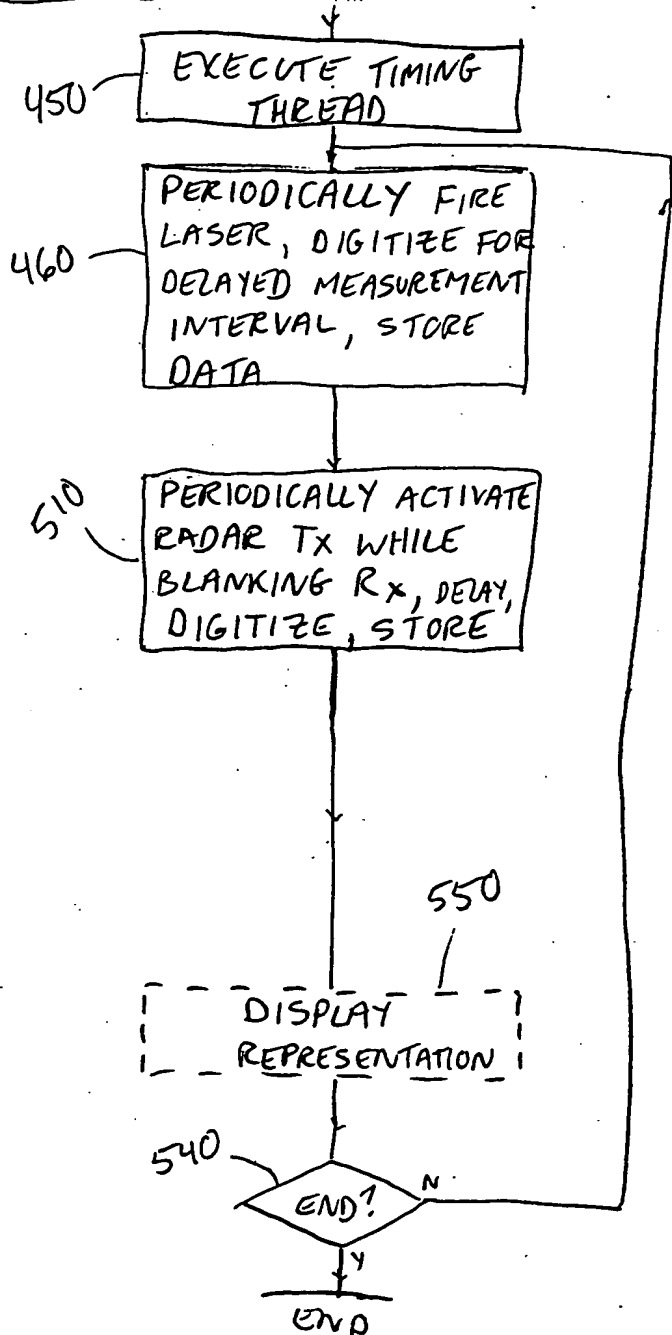 450
EXECUTE TIMING
THREAD
460
PERIODICALLY FIRE
LASER, DIGITIZE FOR
DELAYED MEASUREMENT
INTERVAL, STORE
DATA
510
PERIODICALLY ACTIVATE
RADAR Tx WHILE
BLANKING Rx, DELAY,
DIGITIZE, STORE
550
DISPLAY
REPRESENTATION
540
END?
N
Y
END